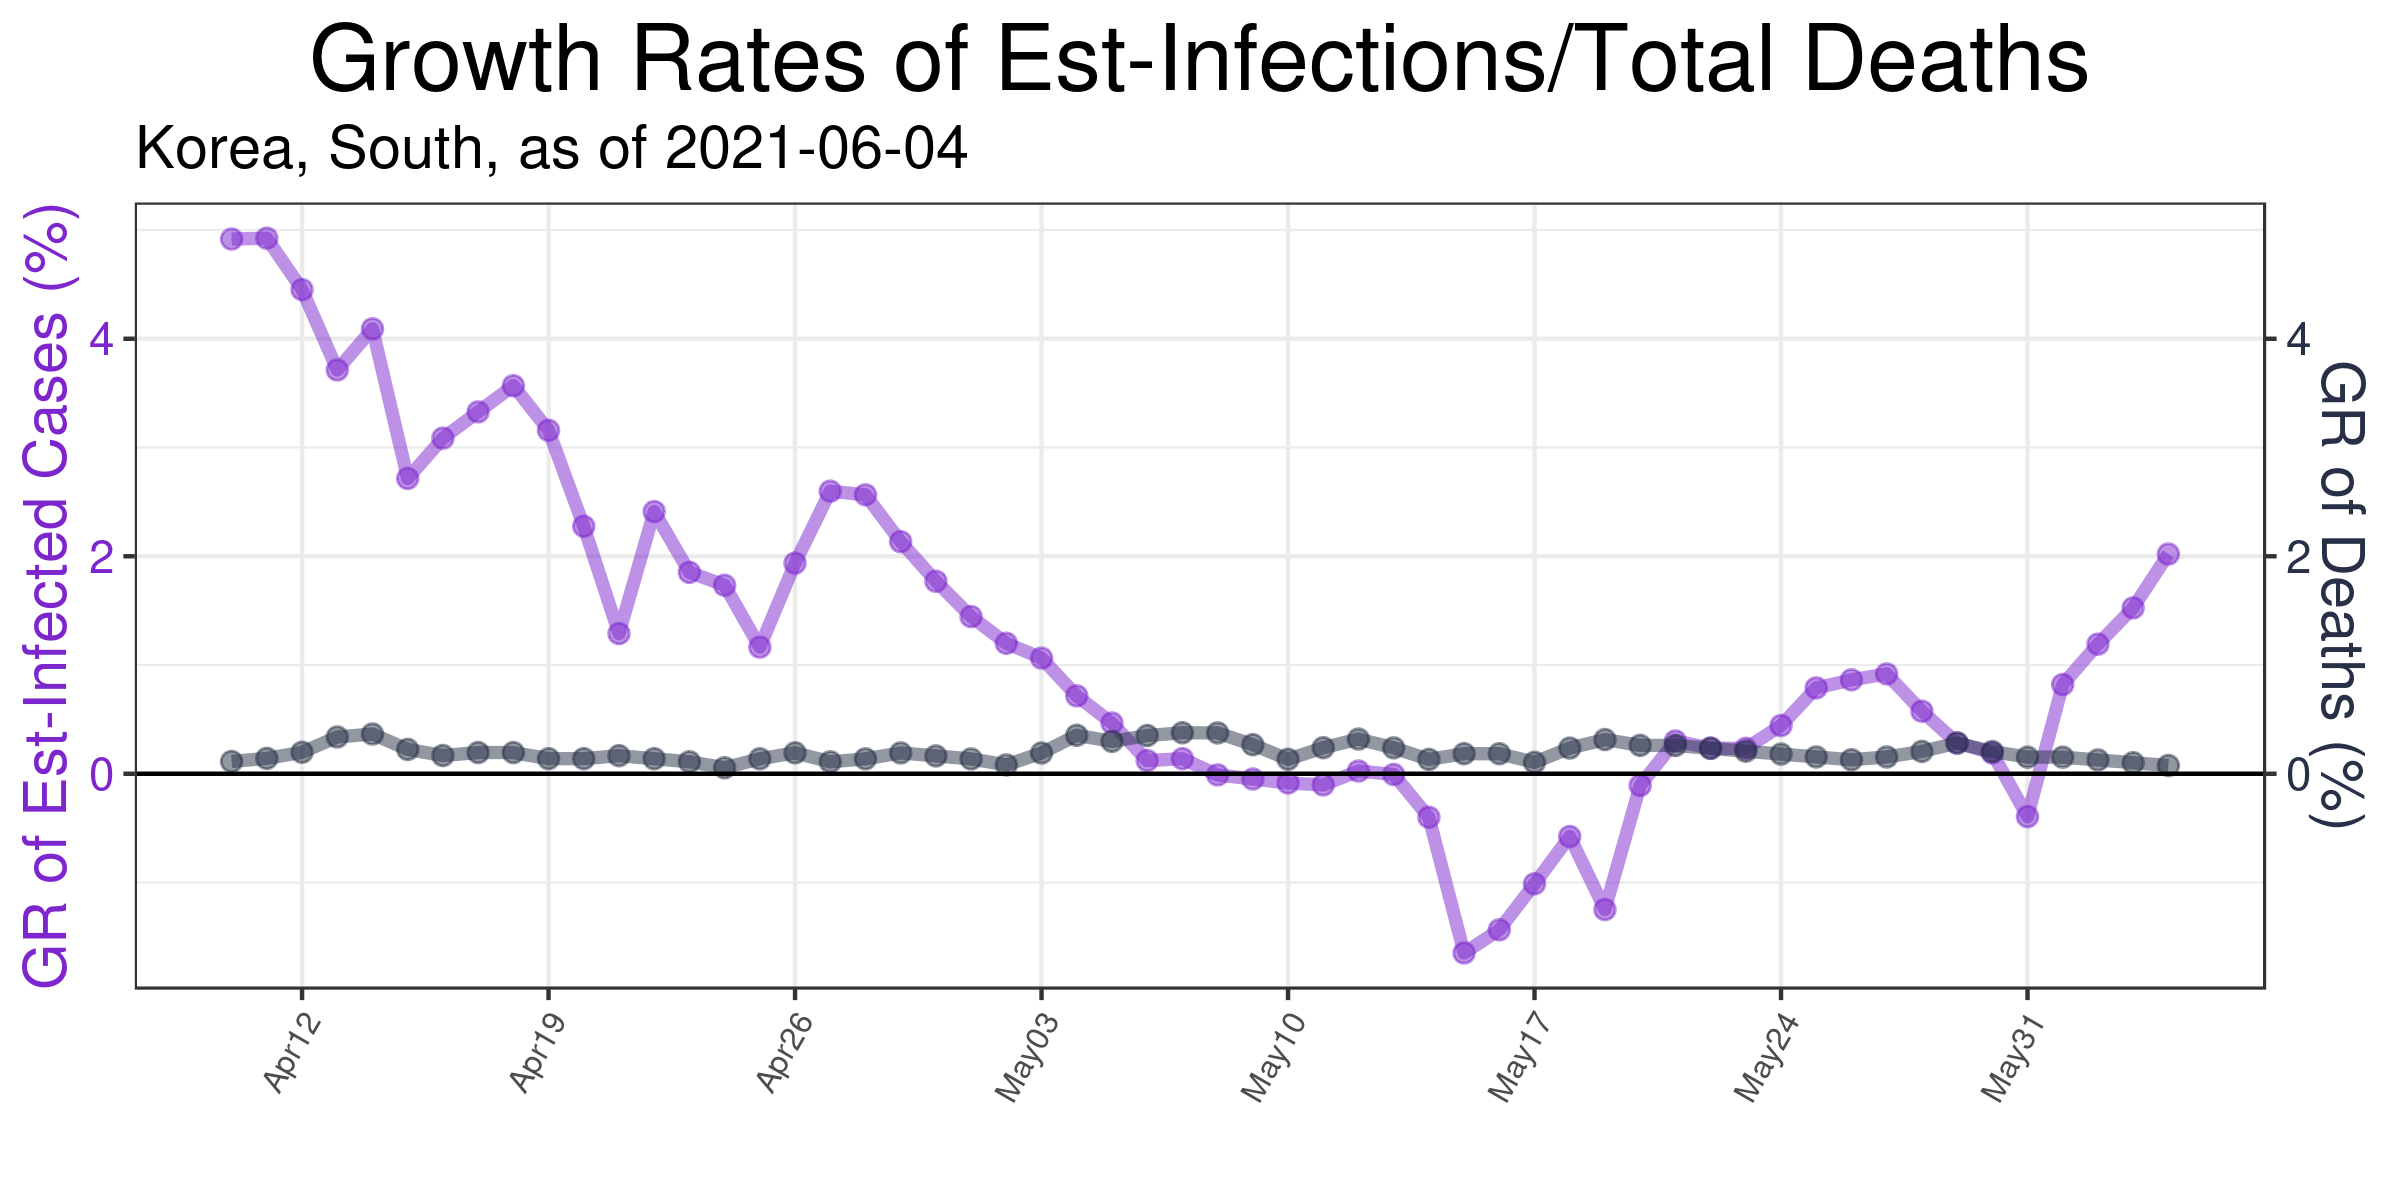 Growth Rates of Est-Infections/Total Deaths
Korea, South, as of 2021-06-04
GR of Est-Infected Cases (%)
4
2
0
4
2
0
GR of Deaths (%)
Apr12
Apr19
Apr26
May03
May10
May17
May24
May31